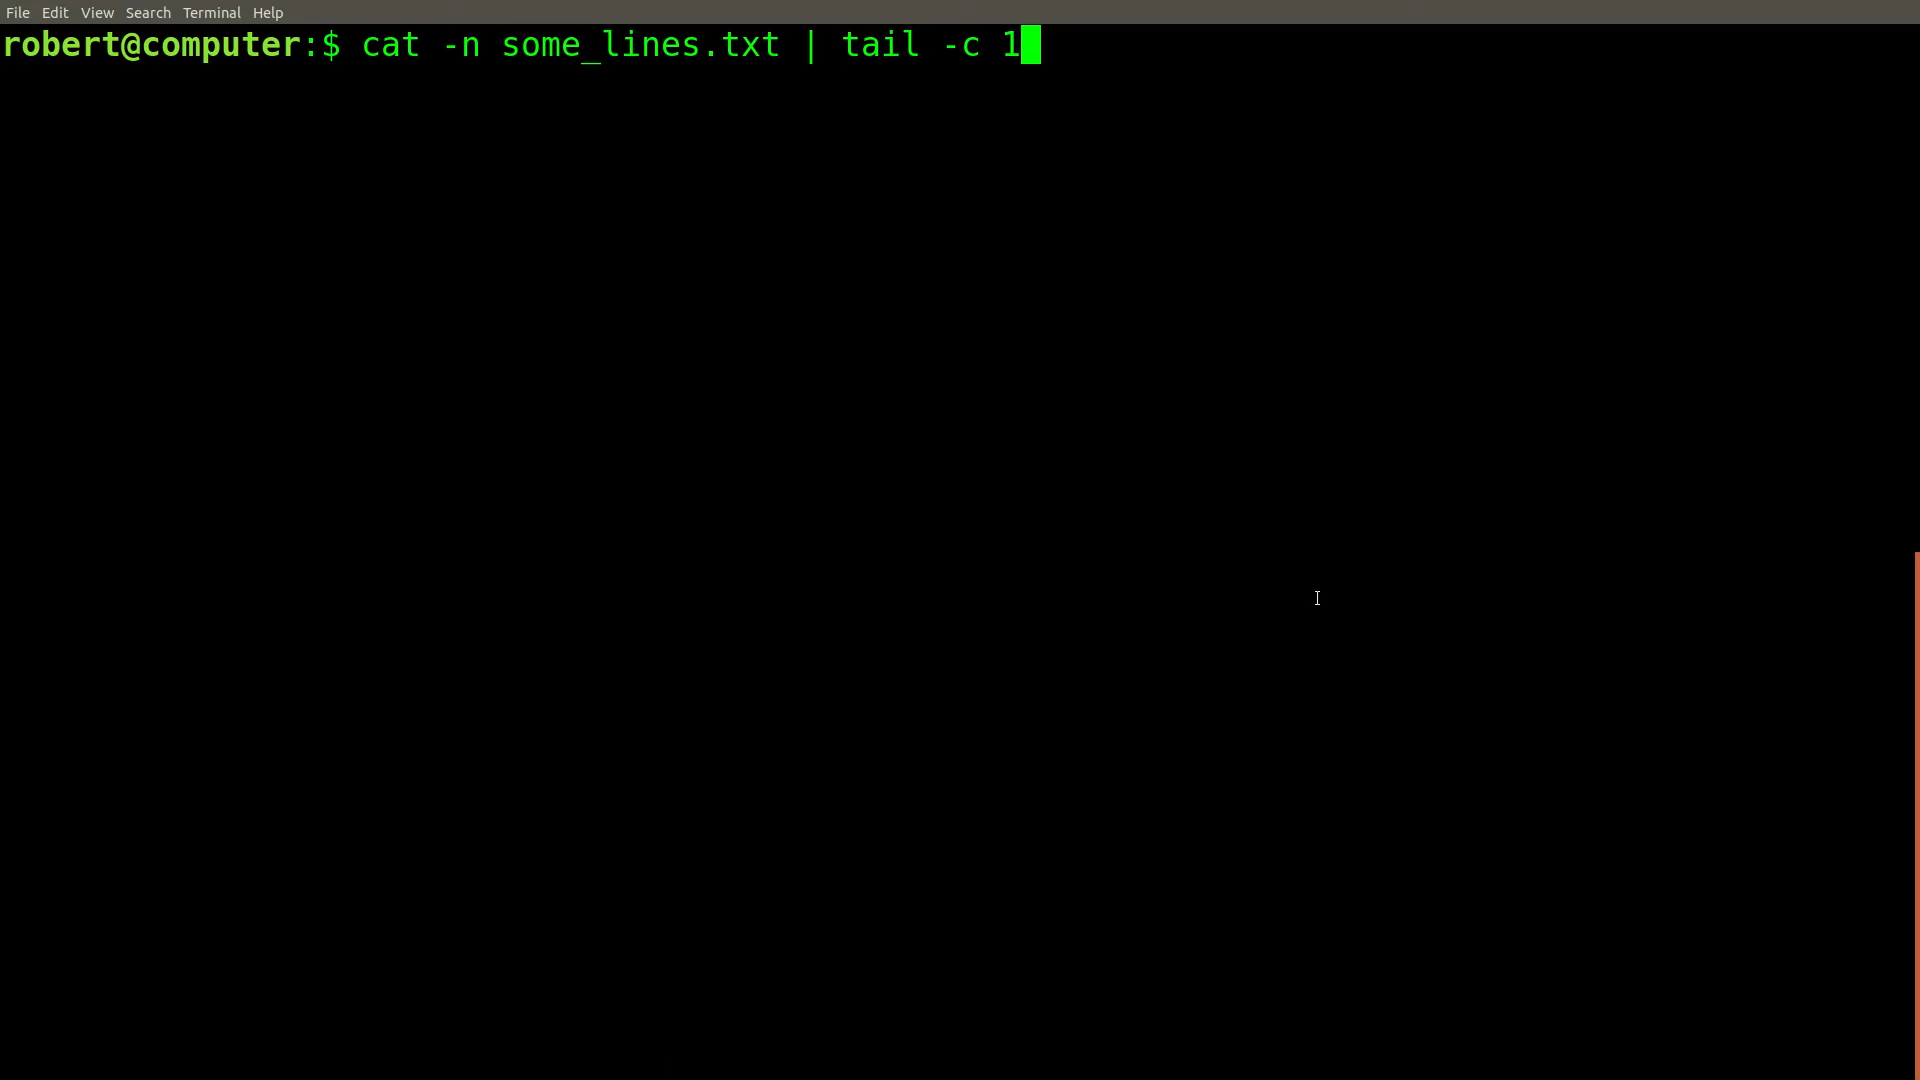 File Edit View Search Terminal Help
robert@computer:$ cat -n some_lines.txt | tail -c 1